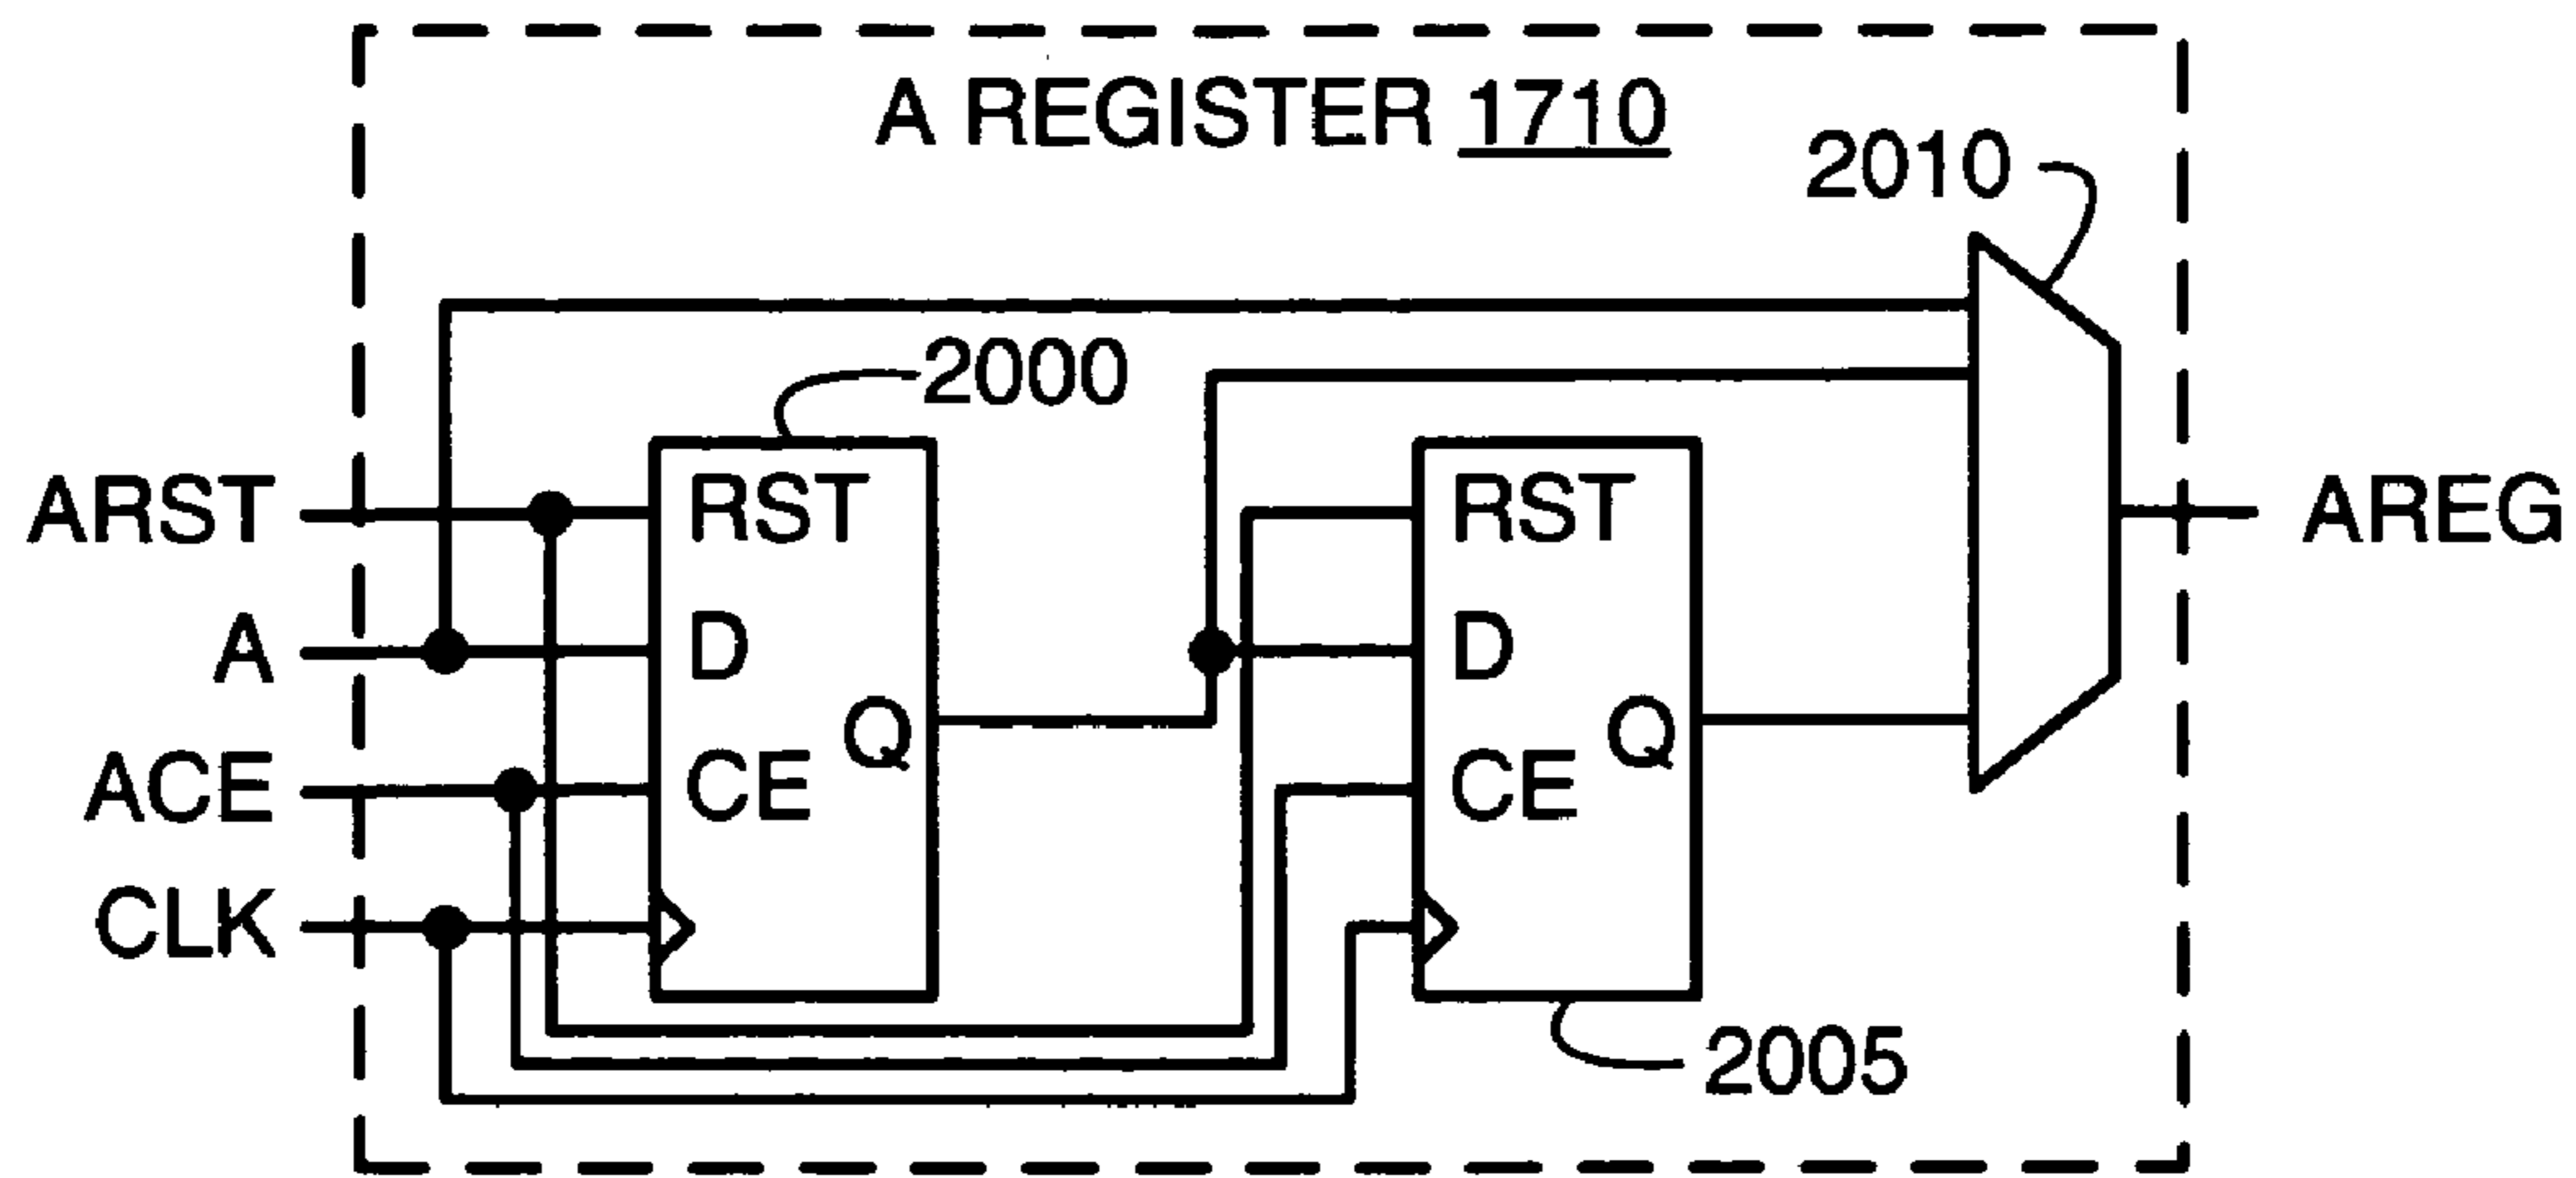 A REGISTER 1710
2010
2000
ARST
RST
RST
AREG
A
D
D
Q
Q
ACE
CE
CE
CLK
2005